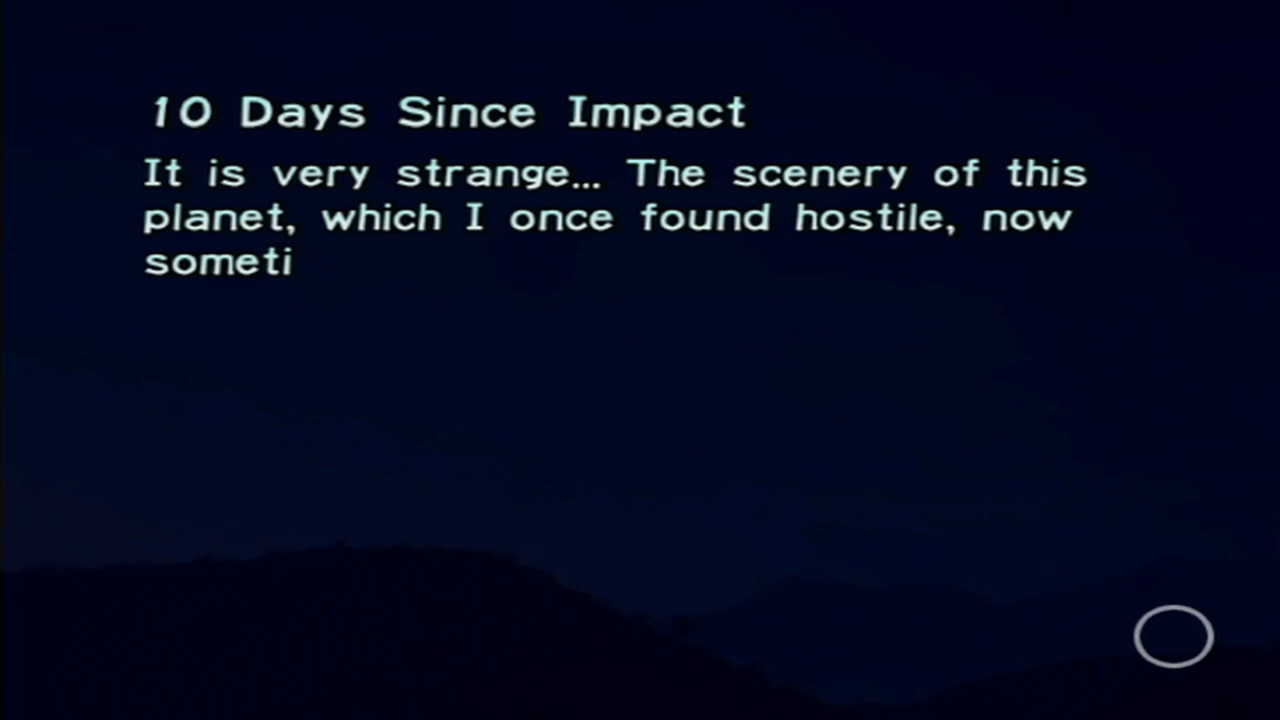 10 Days Since Impact
It is very strange... The scenery of this
planet, which I once found hostile, now
someti